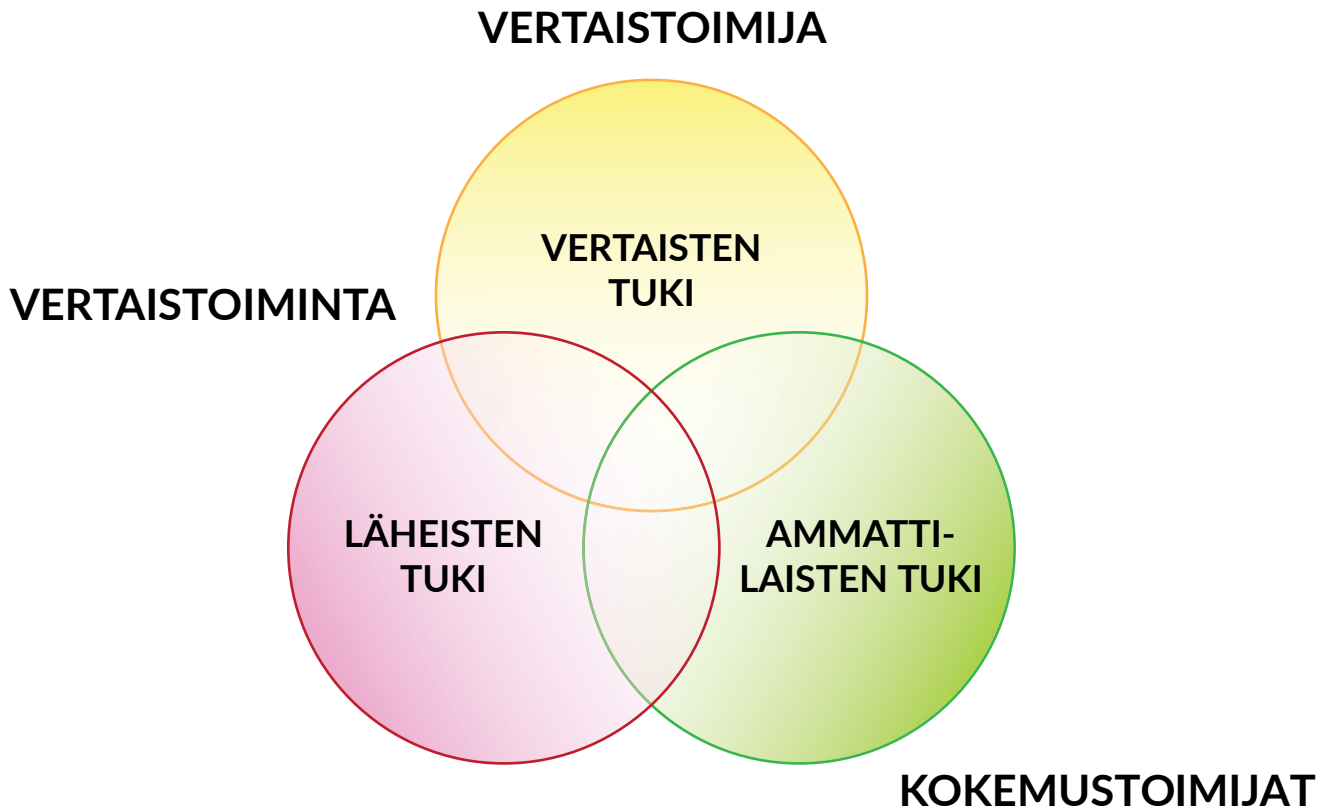 VERTAISTOIMIJA
VERTAISTEN
TUKI
VERTAISTOIMINTA
LÄHEISTEN
TUKI
AMMATTI-
LAISTEN TUKI
KOKEMUSTOIMIJAT